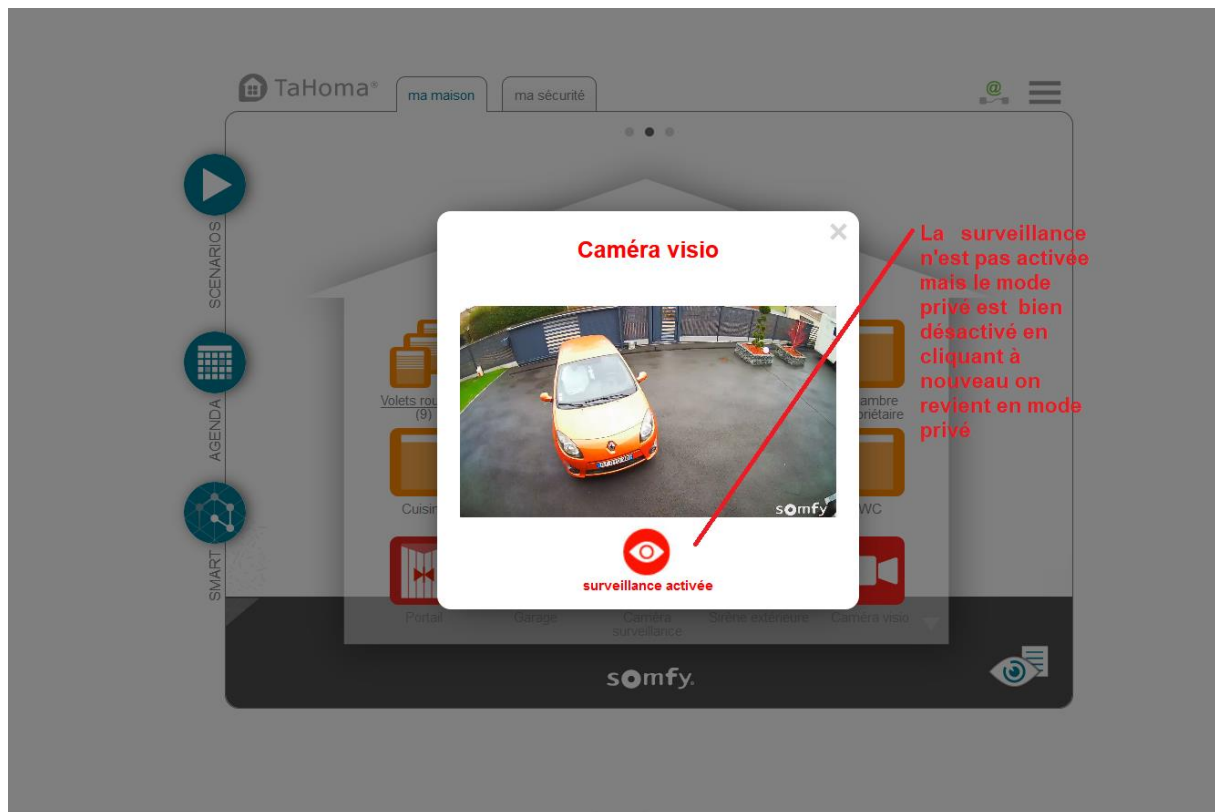 TaHoma®
ma maison
ma sécurité
@
SCENARIOS
AGENDA
SMART
Caméra visio
×
La surveillance
n'est pas activée
mais le mode
privé est bien
désactivé en
cliquant à
nouveau on
revient en mode
privé
Volets rou
(9)
ambre
riétaire
Cuisin
WC
somfy
surveillance activée
Portail
Garage
Caméra
surveillance
Sirène extérieure
Caméra visio
somfy.